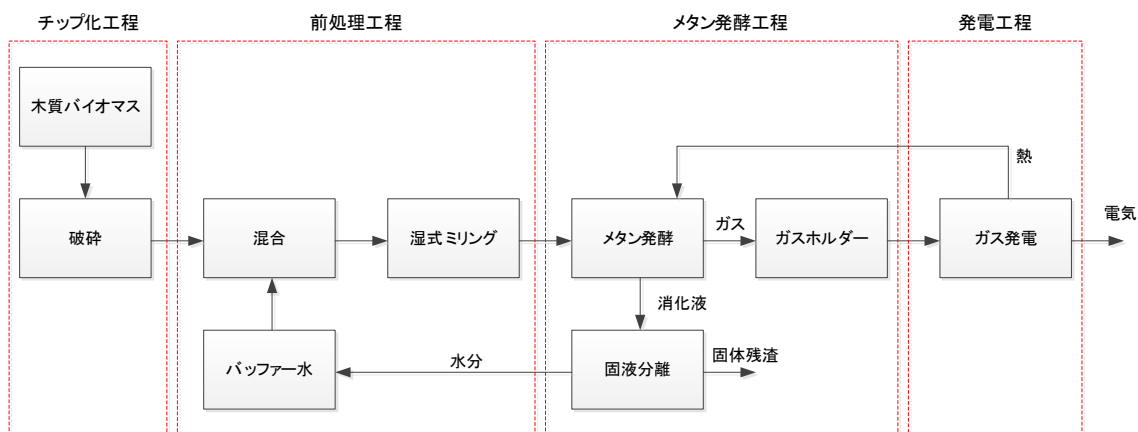 チップ化工程
前処理工程
メタン発酵工程
発電工程
木質バイオマス
熱
破砕
混合
湿式ミリング
メタン発酵
ガス
ガスホルダー
ガス発電
電気
消化液
バッファー水
水分
固液分離
固体残渣